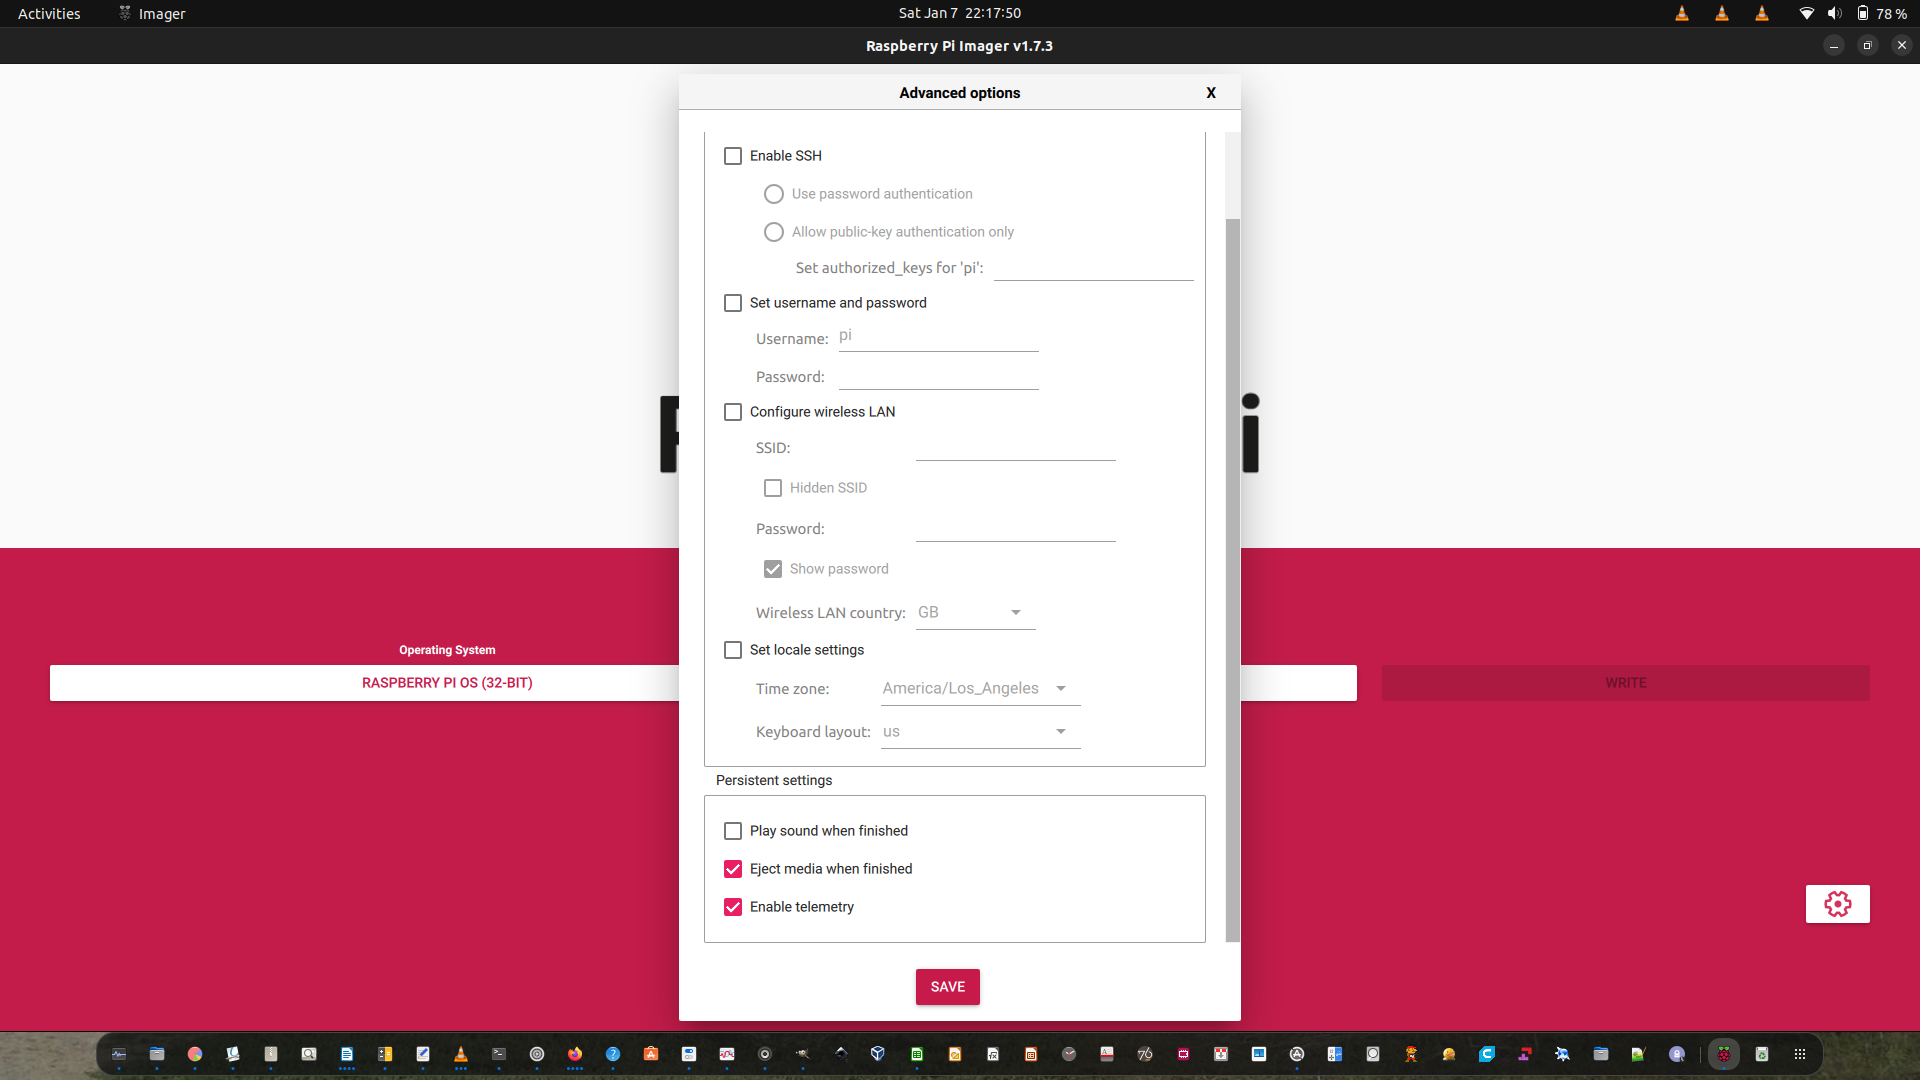 Activities Imager Sat Jan 7 22:17:50 78 %
Raspberry Pi Imager v1.7.3
Advanced options X
Enable SSH
Use password authentication
Allow public-key authentication only
Set authorized_keys for 'pi':
Set username and password
Username: pi
Password:
Configure wireless LAN
SSID:
Hidden SSID
Password:
Show password
Wireless LAN country: GB
Set locale settings
Time zone: America/Los_Angeles
Keyboard layout: us
Persistent settings
Play sound when finished
Eject media when finished
Enable telemetry
SAVE
i
Operating System
RASPBERRY PI OS (32-BIT)
WRITE